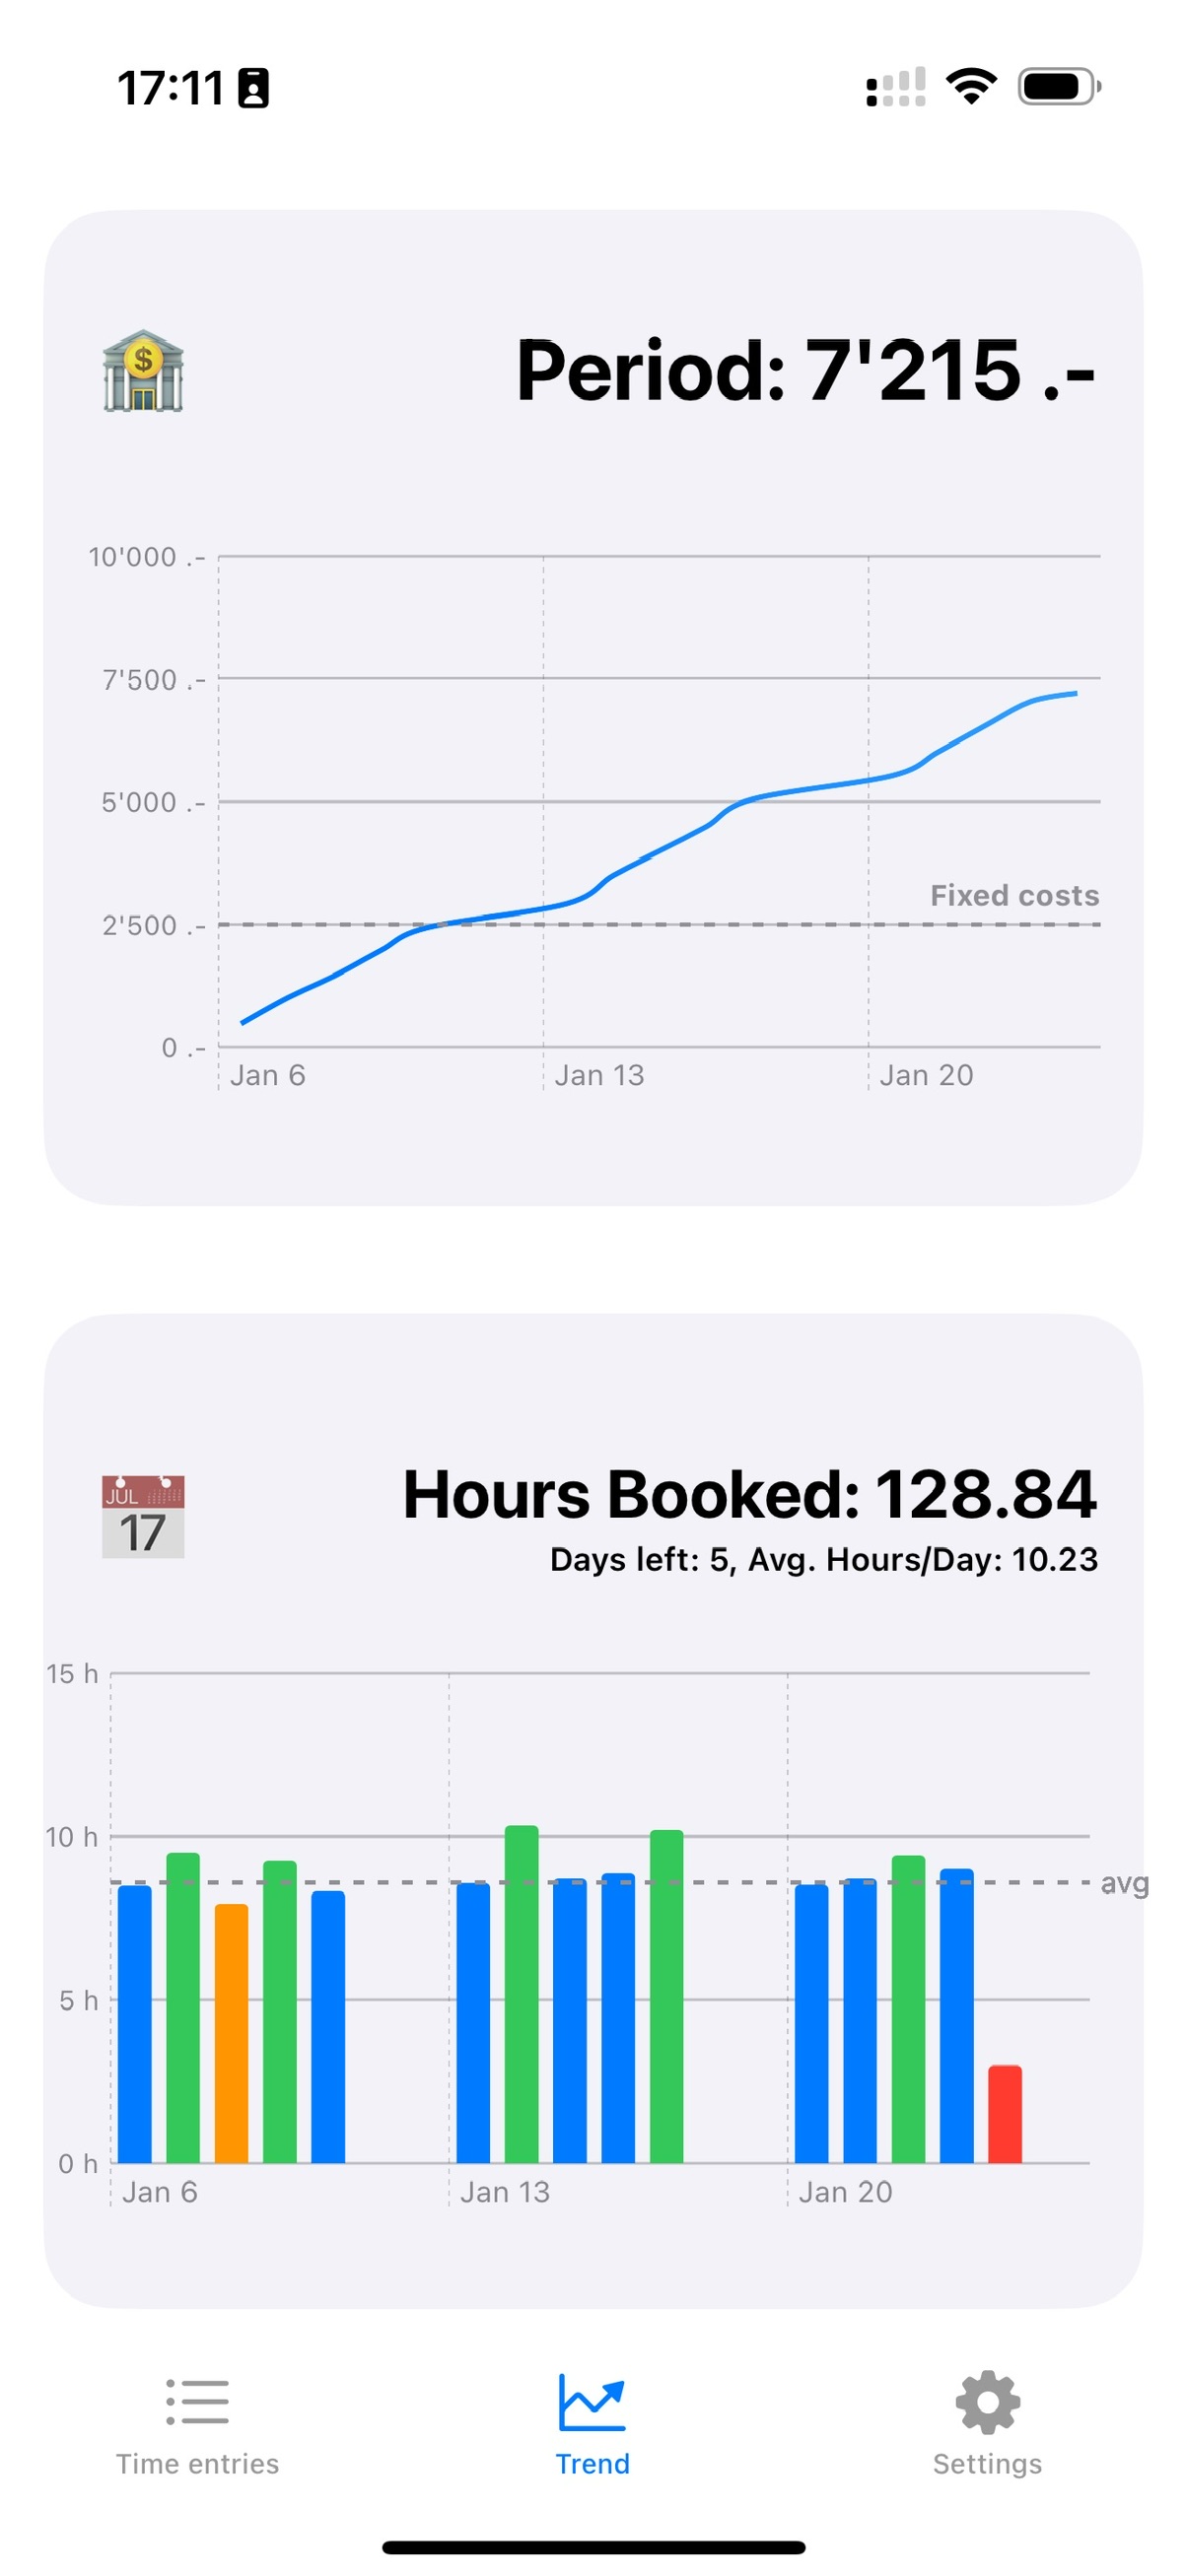 17:11
$
Period: 7'215 .-
10'000 .-
7'500 .-
5'000 .-
Fixed costs
2'500 .-
0 .-
Jan 6 Jan 13 Jan 20
JUL
17
Hours Booked: 128.84
Days left: 5, Avg. Hours/Day: 10.23
15 h
10 h
avg
5 h
0 h
Jan 6 Jan 13 Jan 20
Time entries Trend Settings